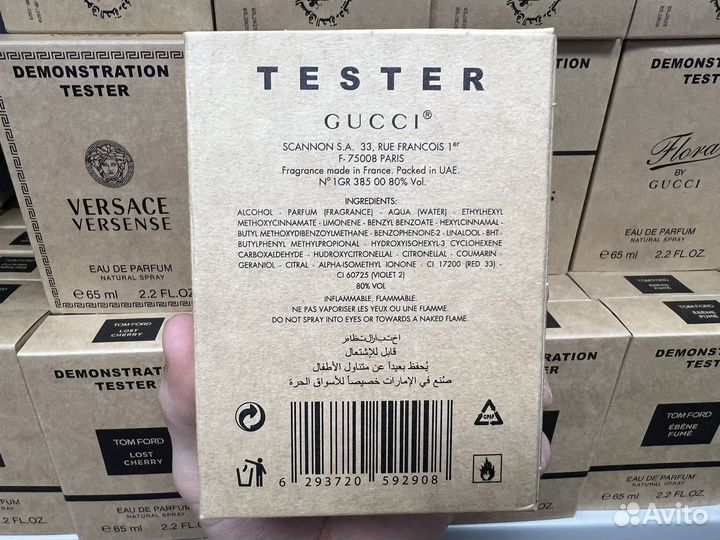 DEMONSTRATION
TESTER
VERSACE
VERSENSE
EAU DE PARFUM
NATURAL SPRAY
℮ 65 ml 2.2 FL.OZ.
TOM FORD
LOST
CHERRY
DEMONSTRATION
TESTER
TOM FORD
LOST
CHERRY
EAU DE PARFUM
NATURAL SPRAY
℮ 65 ml 2.2 FL.OZ.
TESTER
GUCCI®
SCANNON S.A. 33, RUE FRANCOIS 1er
F- 75008 PARIS
Fragrance made in France. Packed in UAE.
N° 1GR 385 00 80% Vol.
INGREDIENTS:
ALCOHOL - PARFUM (FRAGRANCE) - AQUA (WATER) - ETHYLHEXYL
METHOXYCINNAMATE - LIMONENE - BENZYL BENZOATE - HEXYLCINNAMAL -
BUTYL METHOXYDIBENZOYLMETHANE - BENZOPHENONE-2 - LINALOOL - BHT-
BUTYLPHENYL METHYLPROPIONAL - HYDROXYISOHEXYL-3 CYCLOHEXENE
CARBOXALDEHYDE - HUDROXYCITRONELLAL - CITRONELLOL - COUMARIN -
GERANIOL - CITRAL - ALPHA-ISOMETHYL IONONE - CI 17200 (RED 33) -
CI 60725 (VIOLET 2)
80% VOL
INFLAMMABLE, FLAMMABLE.
NE PAS VAPORISER LES YEUX OU UNE FLAMME.
DO NOT SPRAY INTO EYES OR TOWARDS A NAKED FLAME.
قابل للإشتعال
يُحفظ بعيداً عن متناول الأطفال
صُنع في الإمارات خصيصاً للأسواق الحرة
6 293720 592908
DEMON
TES
Flora
BY
GUCCI
EAU DE PARFUM
NATURAL SPRAY
℮ 65 ml 2.2 FL.OZ.
TOM FORD
ÉBÈNE
FUMÉ
DEMONSTRATION
TESTER
TOM FORD
ÉBÈNE
FUMÉ
EAU DE PARFUM
NATURAL SPRAY
℮ 65 ml 2.2 FL.OZ.
Avito